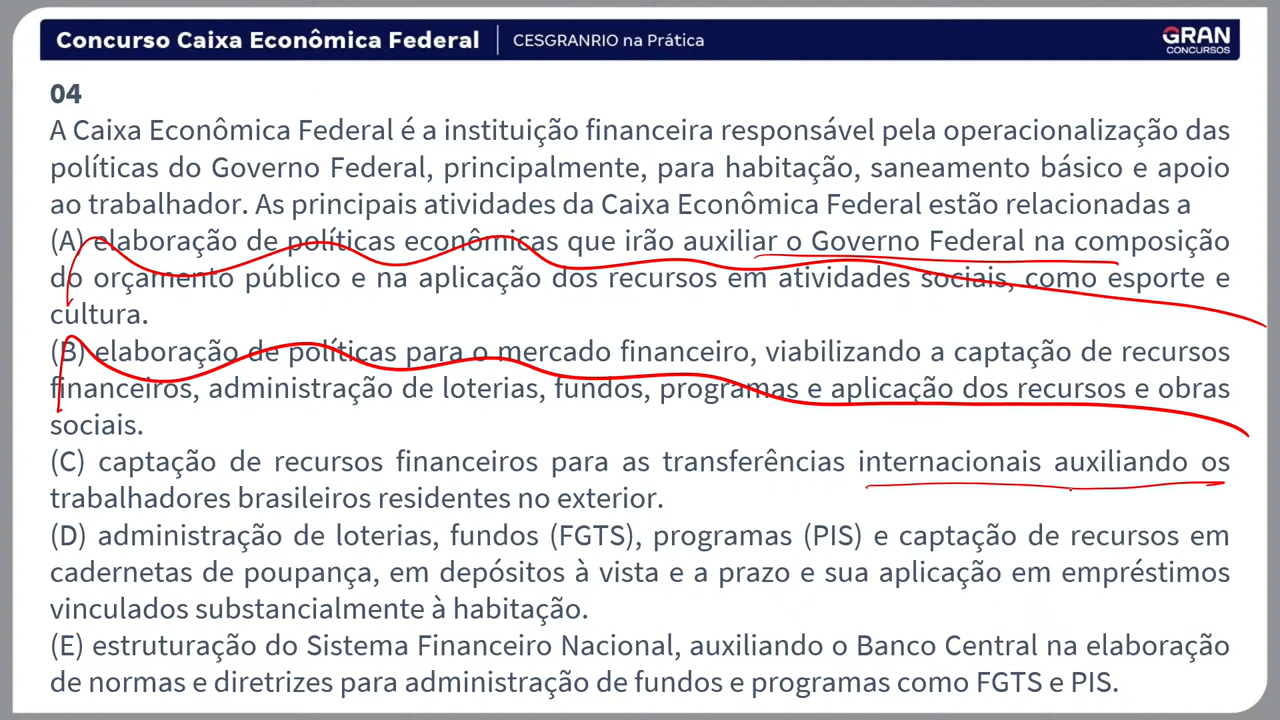 Concurso Caixa Econômica Federal | CESGRANRIO na Prática
GRAN
CONCURSOS
04
A Caixa Econômica Federal é a instituição financeira responsável pela operacionalização das
políticas do Governo Federal, principalmente, para habitação, saneamento básico e apoio
ao trabalhador. As principais atividades da Caixa Econômica Federal estão relacionadas a
(A) elaboração de políticas econômicas que irão auxiliar o Governo Federal na composição
do orçamento público e na aplicação dos recursos em atividades sociais, como esporte e
cultura.
(B) elaboração de políticas para o mercado financeiro, viabilizando a captação de recursos
financeiros, administração de loterias, fundos, programas e aplicação dos recursos e obras
sociais.
(C) captação de recursos financeiros para as transferências internacionais auxiliando os
trabalhadores brasileiros residentes no exterior.
(D) administração de loterias, fundos (FGTS), programas (PIS) e captação de recursos em
cadernetas de poupança, em depósitos à vista e a prazo e sua aplicação em empréstimos
vinculados substancialmente à habitação.
(E) estruturação do Sistema Financeiro Nacional, auxiliando o Banco Central na elaboração
de normas e diretrizes para administração de fundos e programas como FGTS e PIS.